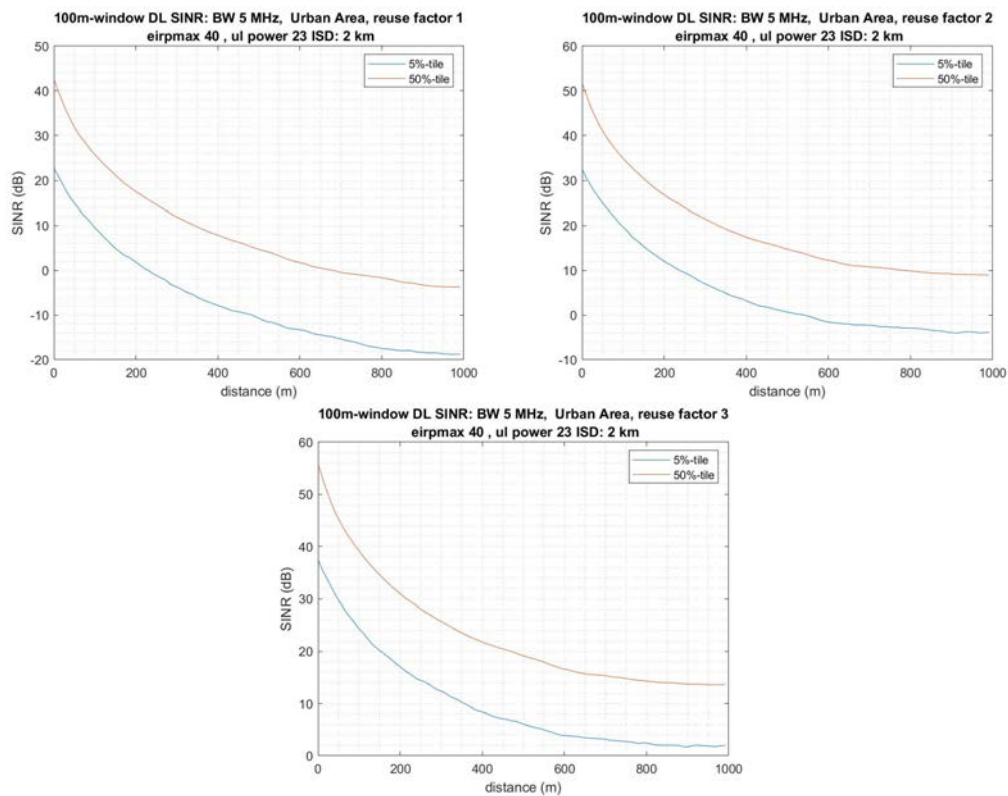 100m-window DL SINR: BW 5 MHz,  Urban Area, reuse factor 1
eirpmax 40 , ul power 23 ISD: 2 km
5%-tile
50%-tile
SINR (dB)
50
40
30
20
10
0
-10
-20
0
200
400
600
800
1000
distance (m)
100m-window DL SINR: BW 5 MHz,  Urban Area, reuse factor 2
eirpmax 40 , ul power 23 ISD: 2 km
5%-tile
50%-tile
SINR (dB)
60
50
40
30
20
10
0
-10
0
200
400
600
800
1000
distance (m)
100m-window DL SINR: BW 5 MHz,  Urban Area, reuse factor 3
eirpmax 40 , ul power 23 ISD: 2 km
5%-tile
50%-tile
SINR (dB)
60
50
40
30
20
10
0
-10
-20
0
200
400
600
800
1000
distance (m)